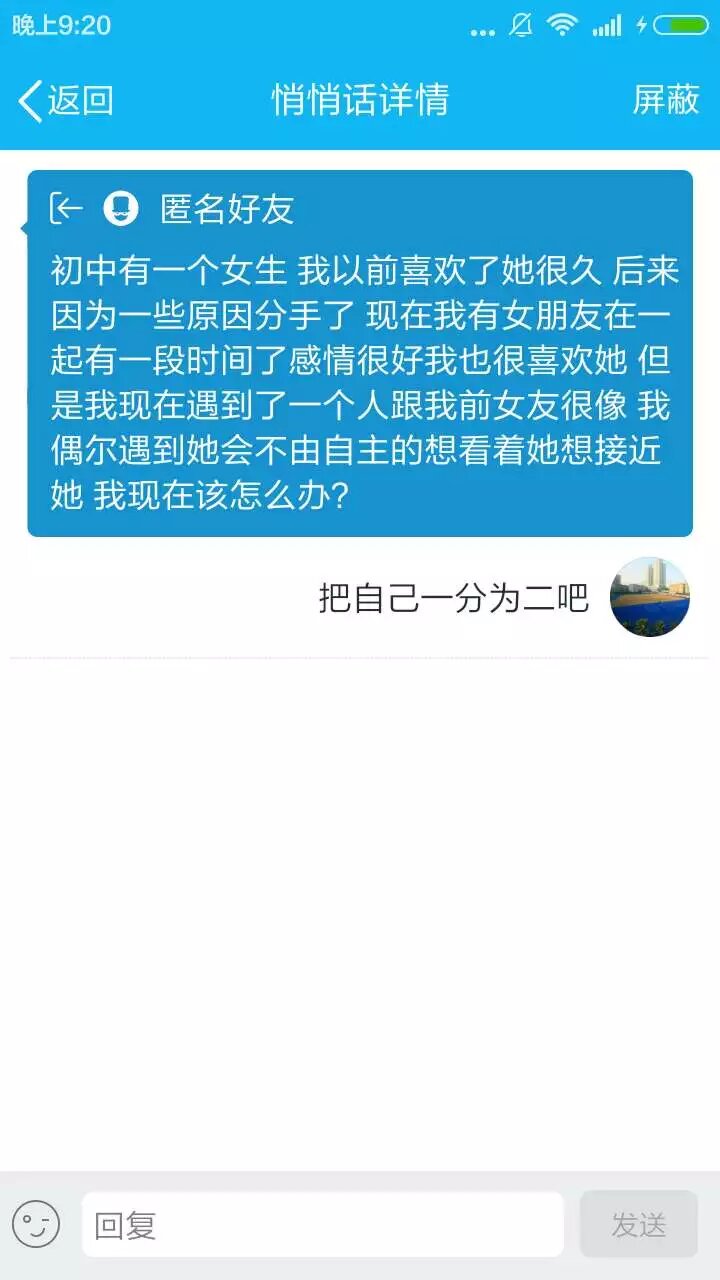 晚上9:20
返回 悄悄话详情 屏蔽
匿名好友
初中有一个女生 我以前喜欢了她很久 后来
因为一些原因分手了 现在我有女朋友在一
起有一段时间了感情很好我也很喜欢她 但
是我现在遇到了一个人跟我前女友很像 我
偶尔遇到她会不由自主的想看着她想接近
她 我现在该怎么办?
把自己一分为二吧
回复 发送